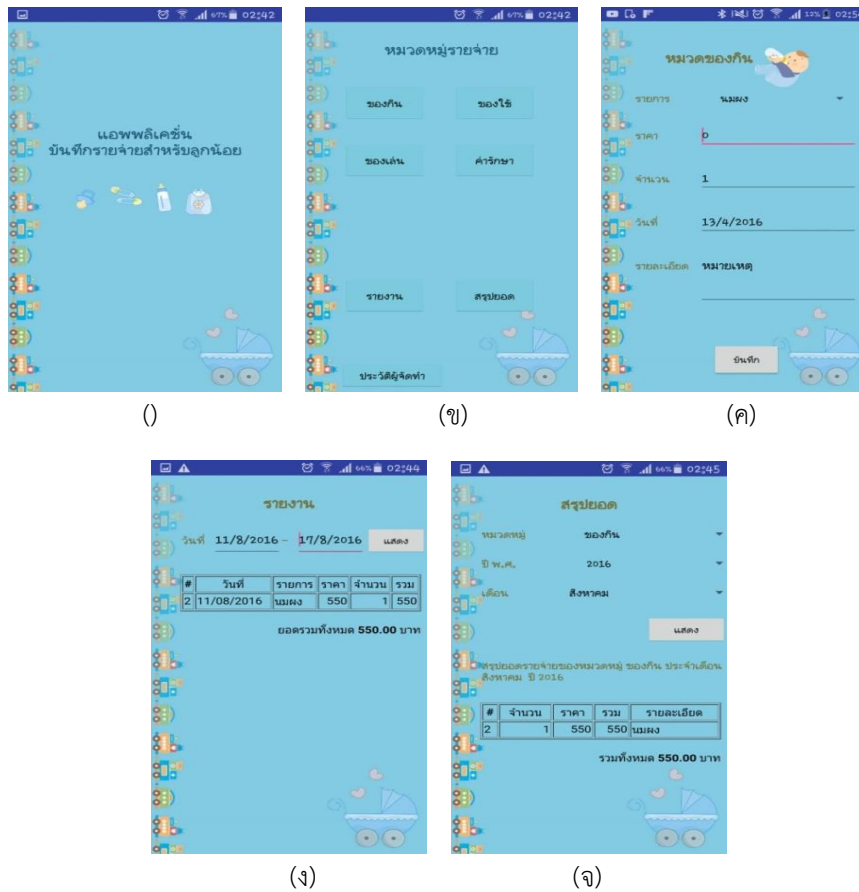 02:42
แอพพลิเคชั่น
บันทึกรายจ่ายสำหรับลูกน้อย
()
67% 02:42
หมวดหมู่รายจ่าย
ของกิน ของใช้
ของเล่น ค่ารักษา
รายงาน สรุปยอด
ประวัติผู้จัดทำ
(ข)
หมวดของกิน
รายการ นมผง
ราคา 0
จำนวน 1
วันที่ 13/4/2016
รายละเอียด หมายเหตุ
บันทึก
(ค)
66% 02:44
รายงาน
วันที่ 11/8/2016 - 17/8/2016 แสดง
# วันที่ รายการ ราคา จำนวน รวม
2 11/08/2016 นมผง 550 1 550
ยอดรวมทั้งหมด 550.00 บาท
(ง)
66% 02:45
สรุปยอด
หมวดหมู่ ของกิน
ปี พ.ศ. 2016
เดือน สิงหาคม
แสดง
สรุปยอดรายจ่ายของหมวดหมู่ ของกิน ประจำเดือน
สิงหาคม ปี 2016
# จำนวน ราคา รวม รายละเอียด
2 1 550 550 นมผง
รวมทั้งหมด 550.00 บาท
(จ)